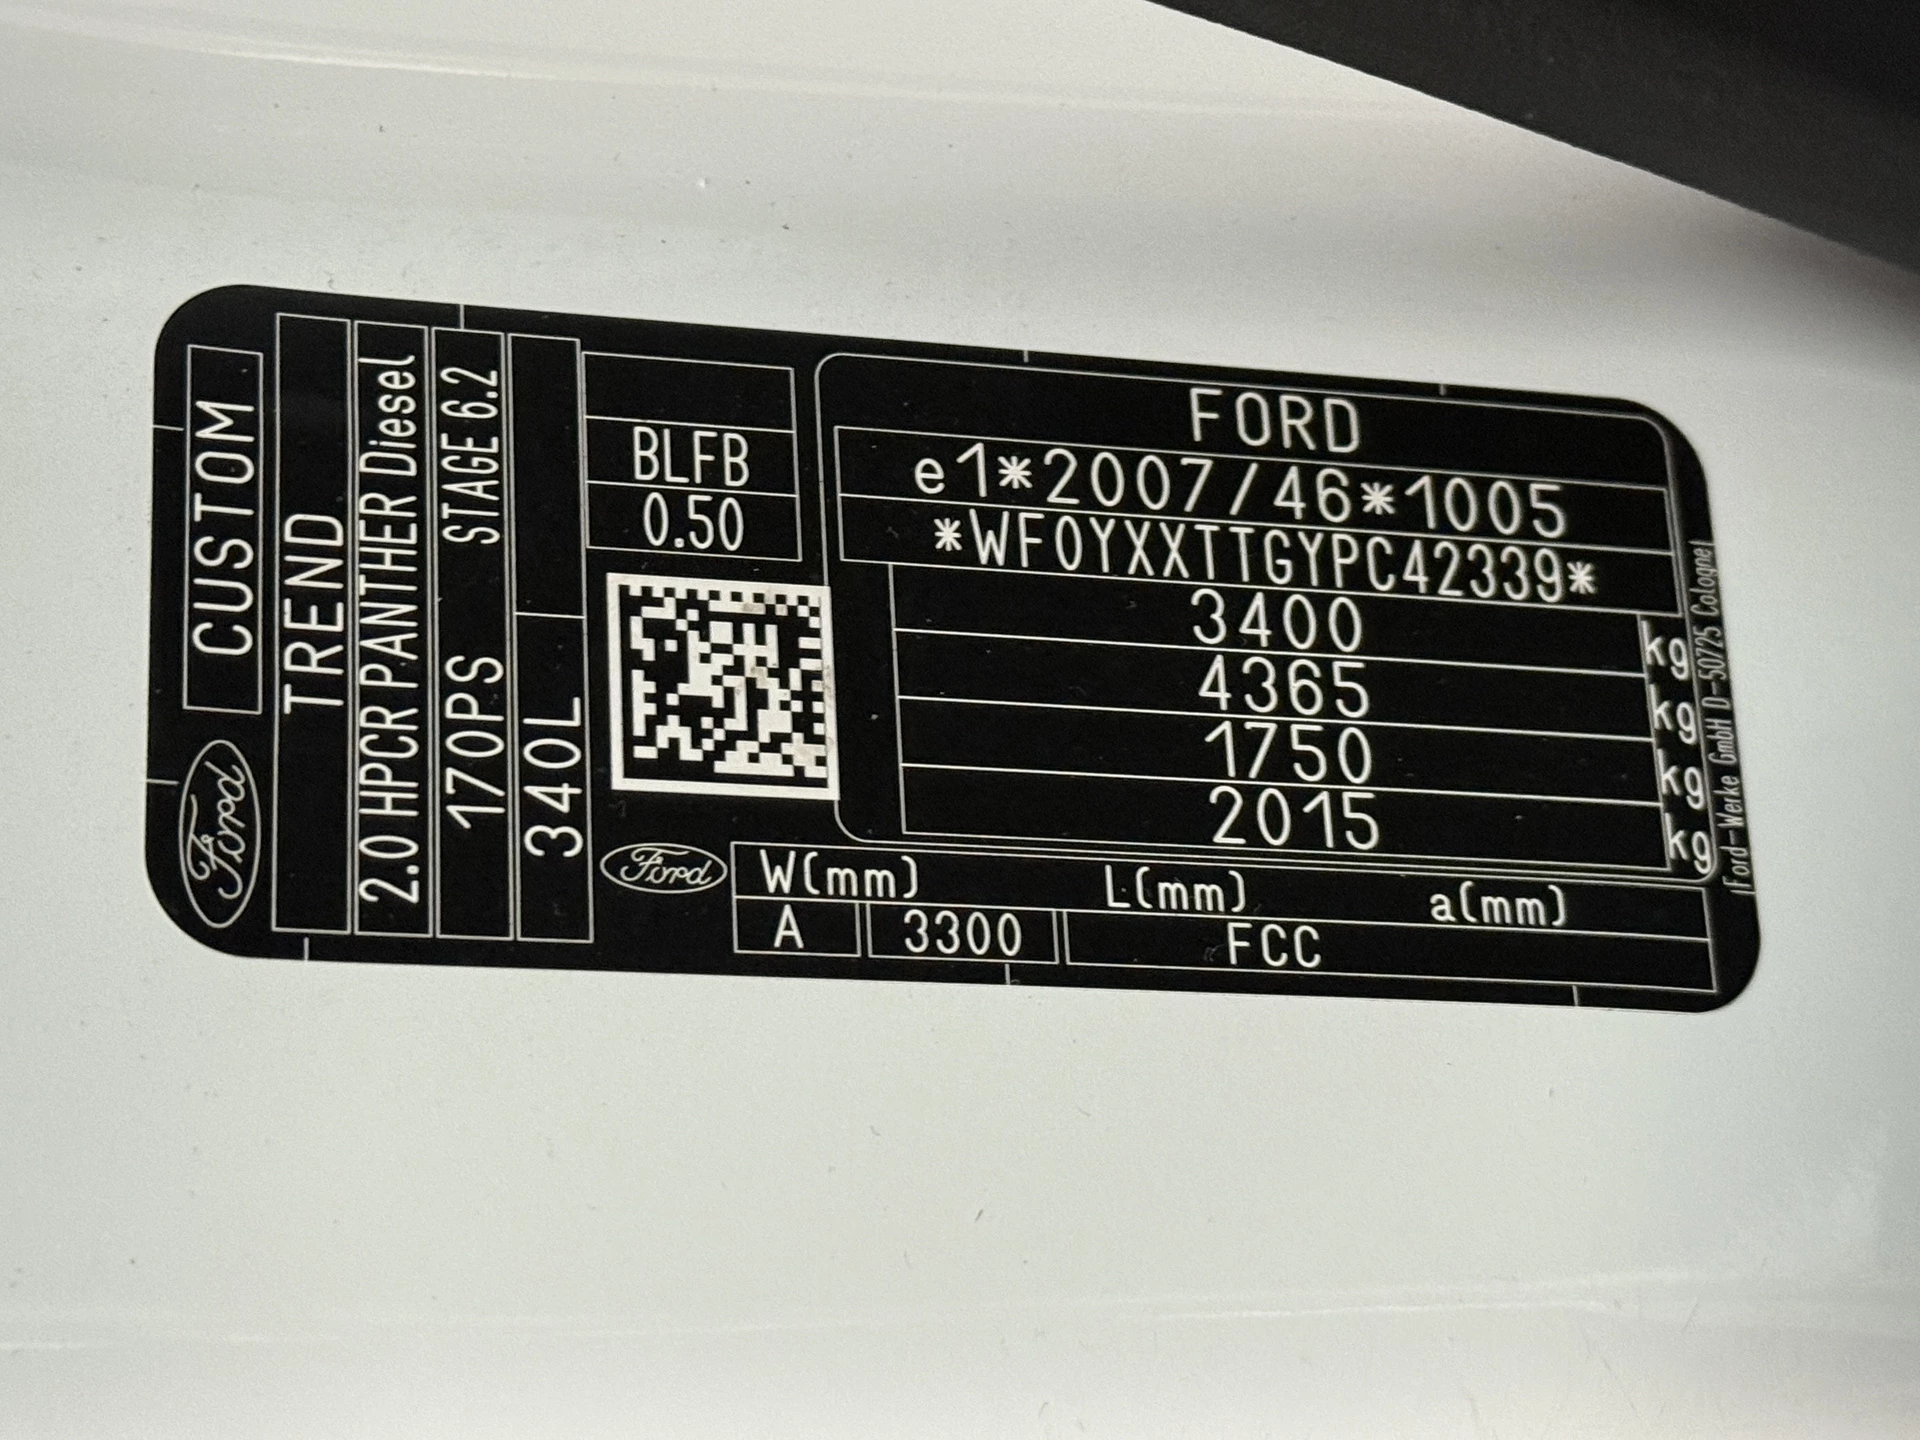 CUSTOM
Ford
TREND
2.0 HPCR PANTHER Diesel
170PS STAGE 6.2
340L
BLFB
0.50
Ford
FORD
e1*2007/46*1005
*WF0YXXTTGYPC42339*
3400 kg
4365 kg
1750 kg
2015 kg
W(mm) L(mm) a(mm)
A 3300 FCC
Ford-Werke GmbH D-50725 Cologne